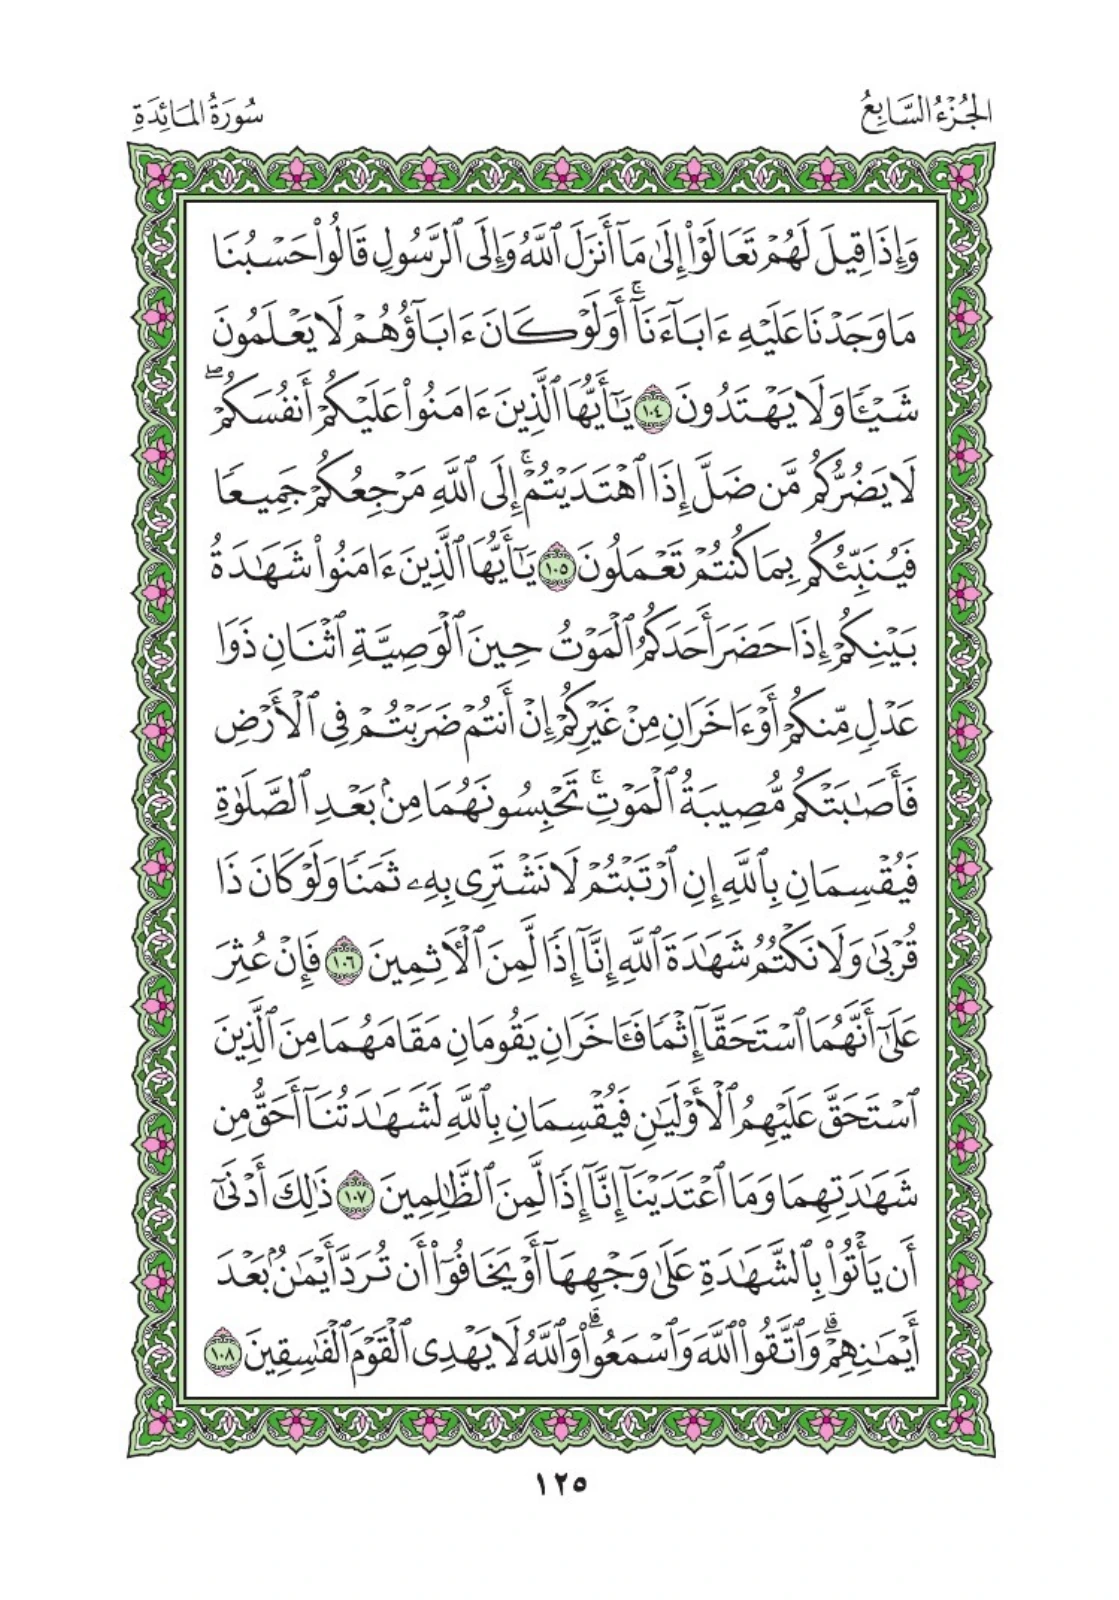 الجُزْءُ السَّابِعُ
سُورَةُ المَائِدَةِ
وَإِذَا قِيلَ لَهُمْ تَعَالَوْا۟ إِلَىٰ مَآ أَنزَلَ ٱللَّهُ وَإِلَى ٱلرَّسُولِ قَالُوا۟ حَسْبُنَا
مَا وَجَدْنَا عَلَيْهِ ءَابَآءَنَآ ۚ أَوَلَوْ كَانَ ءَابَآؤُهُمْ لَا يَعْلَمُونَ
شَيْـًٔا وَلَا يَهْتَدُونَ ١٠٤ يَـٰٓأَيُّهَا ٱلَّذِينَ ءَامَنُوا۟ عَلَيْكُمْ أَنفُسَكُمْ ۖ
لَا يَضُرُّكُم مَّن ضَلَّ إِذَا ٱهْتَدَيْتُمْ ۚ إِلَى ٱللَّهِ مَرْجِعُكُمْ جَمِيعًا
فَيُنَبِّئُكُم بِمَا كُنتُمْ تَعْمَلُونَ ١٠٥ يَـٰٓأَيُّهَا ٱلَّذِينَ ءَامَنُوا۟ شَهَـٰدَةُ
بَيْنِكُمْ إِذَا حَضَرَ أَحَدَكُمُ ٱلْمَوْتُ حِينَ ٱلْوَصِيَّةِ ٱثْنَانِ ذَوَا
عَدْلٍ مِّنكُمْ أَوْ ءَاخَرَانِ مِنْ غَيْرِكُمْ إِنْ أَنتُمْ ضَرَبْتُمْ فِى ٱلْأَرْضِ
فَأَصَـٰبَتْكُم مُّصِيبَةُ ٱلْمَوْتِ ۚ تَحْبِسُونَهُمَا مِنۢ بَعْدِ ٱلصَّلَوٰةِ
فَيُقْسِمَانِ بِٱللَّهِ إِنِ ٱرْتَبْتُمْ لَا نَشْتَرِى بِهِۦ ثَمَنًا وَلَوْ كَانَ ذَا
قُرْبَىٰ وَلَا نَكْتُمُ شَهَـٰدَةَ ٱللَّهِ إِنَّآ إِذًا لَّمِنَ ٱلْـَٔاثِمِينَ ١٠٦ فَإِنْ عُثِرَ
عَلَىٰٓ أَنَّهُمَا ٱسْتَحَقَّآ إِثْمًا فَـَٔاخَرَانِ يَقُومَانِ مَقَامَهُمَا مِنَ ٱلَّذِينَ
ٱسْتَحَقَّ عَلَيْهِمُ ٱلْأَوْلَيَـٰنِ فَيُقْسِمَانِ بِٱللَّهِ لَشَهَـٰدَتُنَآ أَحَقُّ مِن
شَهَـٰدَتِهِمَا وَمَا ٱعْتَدَيْنَآ إِنَّآ إِذًا لَّمِنَ ٱلظَّـٰلِمِينَ ١٠٧ ذَٰلِكَ أَدْنَىٰٓ
أَن يَأْتُوا۟ بِٱلشَّهَـٰدَةِ عَلَىٰ وَجْهِهَآ أَوْ يَخَافُوٓا۟ أَن تُرَدَّ أَيْمَـٰنٌۢ بَعْدَ
أَيْمَـٰنِهِمْ ۗ وَٱتَّقُوا۟ ٱللَّهَ وَٱسْمَعُوا۟ ۗ وَٱللَّهُ لَا يَهْدِى ٱلْقَوْمَ ٱلْفَـٰسِقِينَ ١٠٨
١٢٥